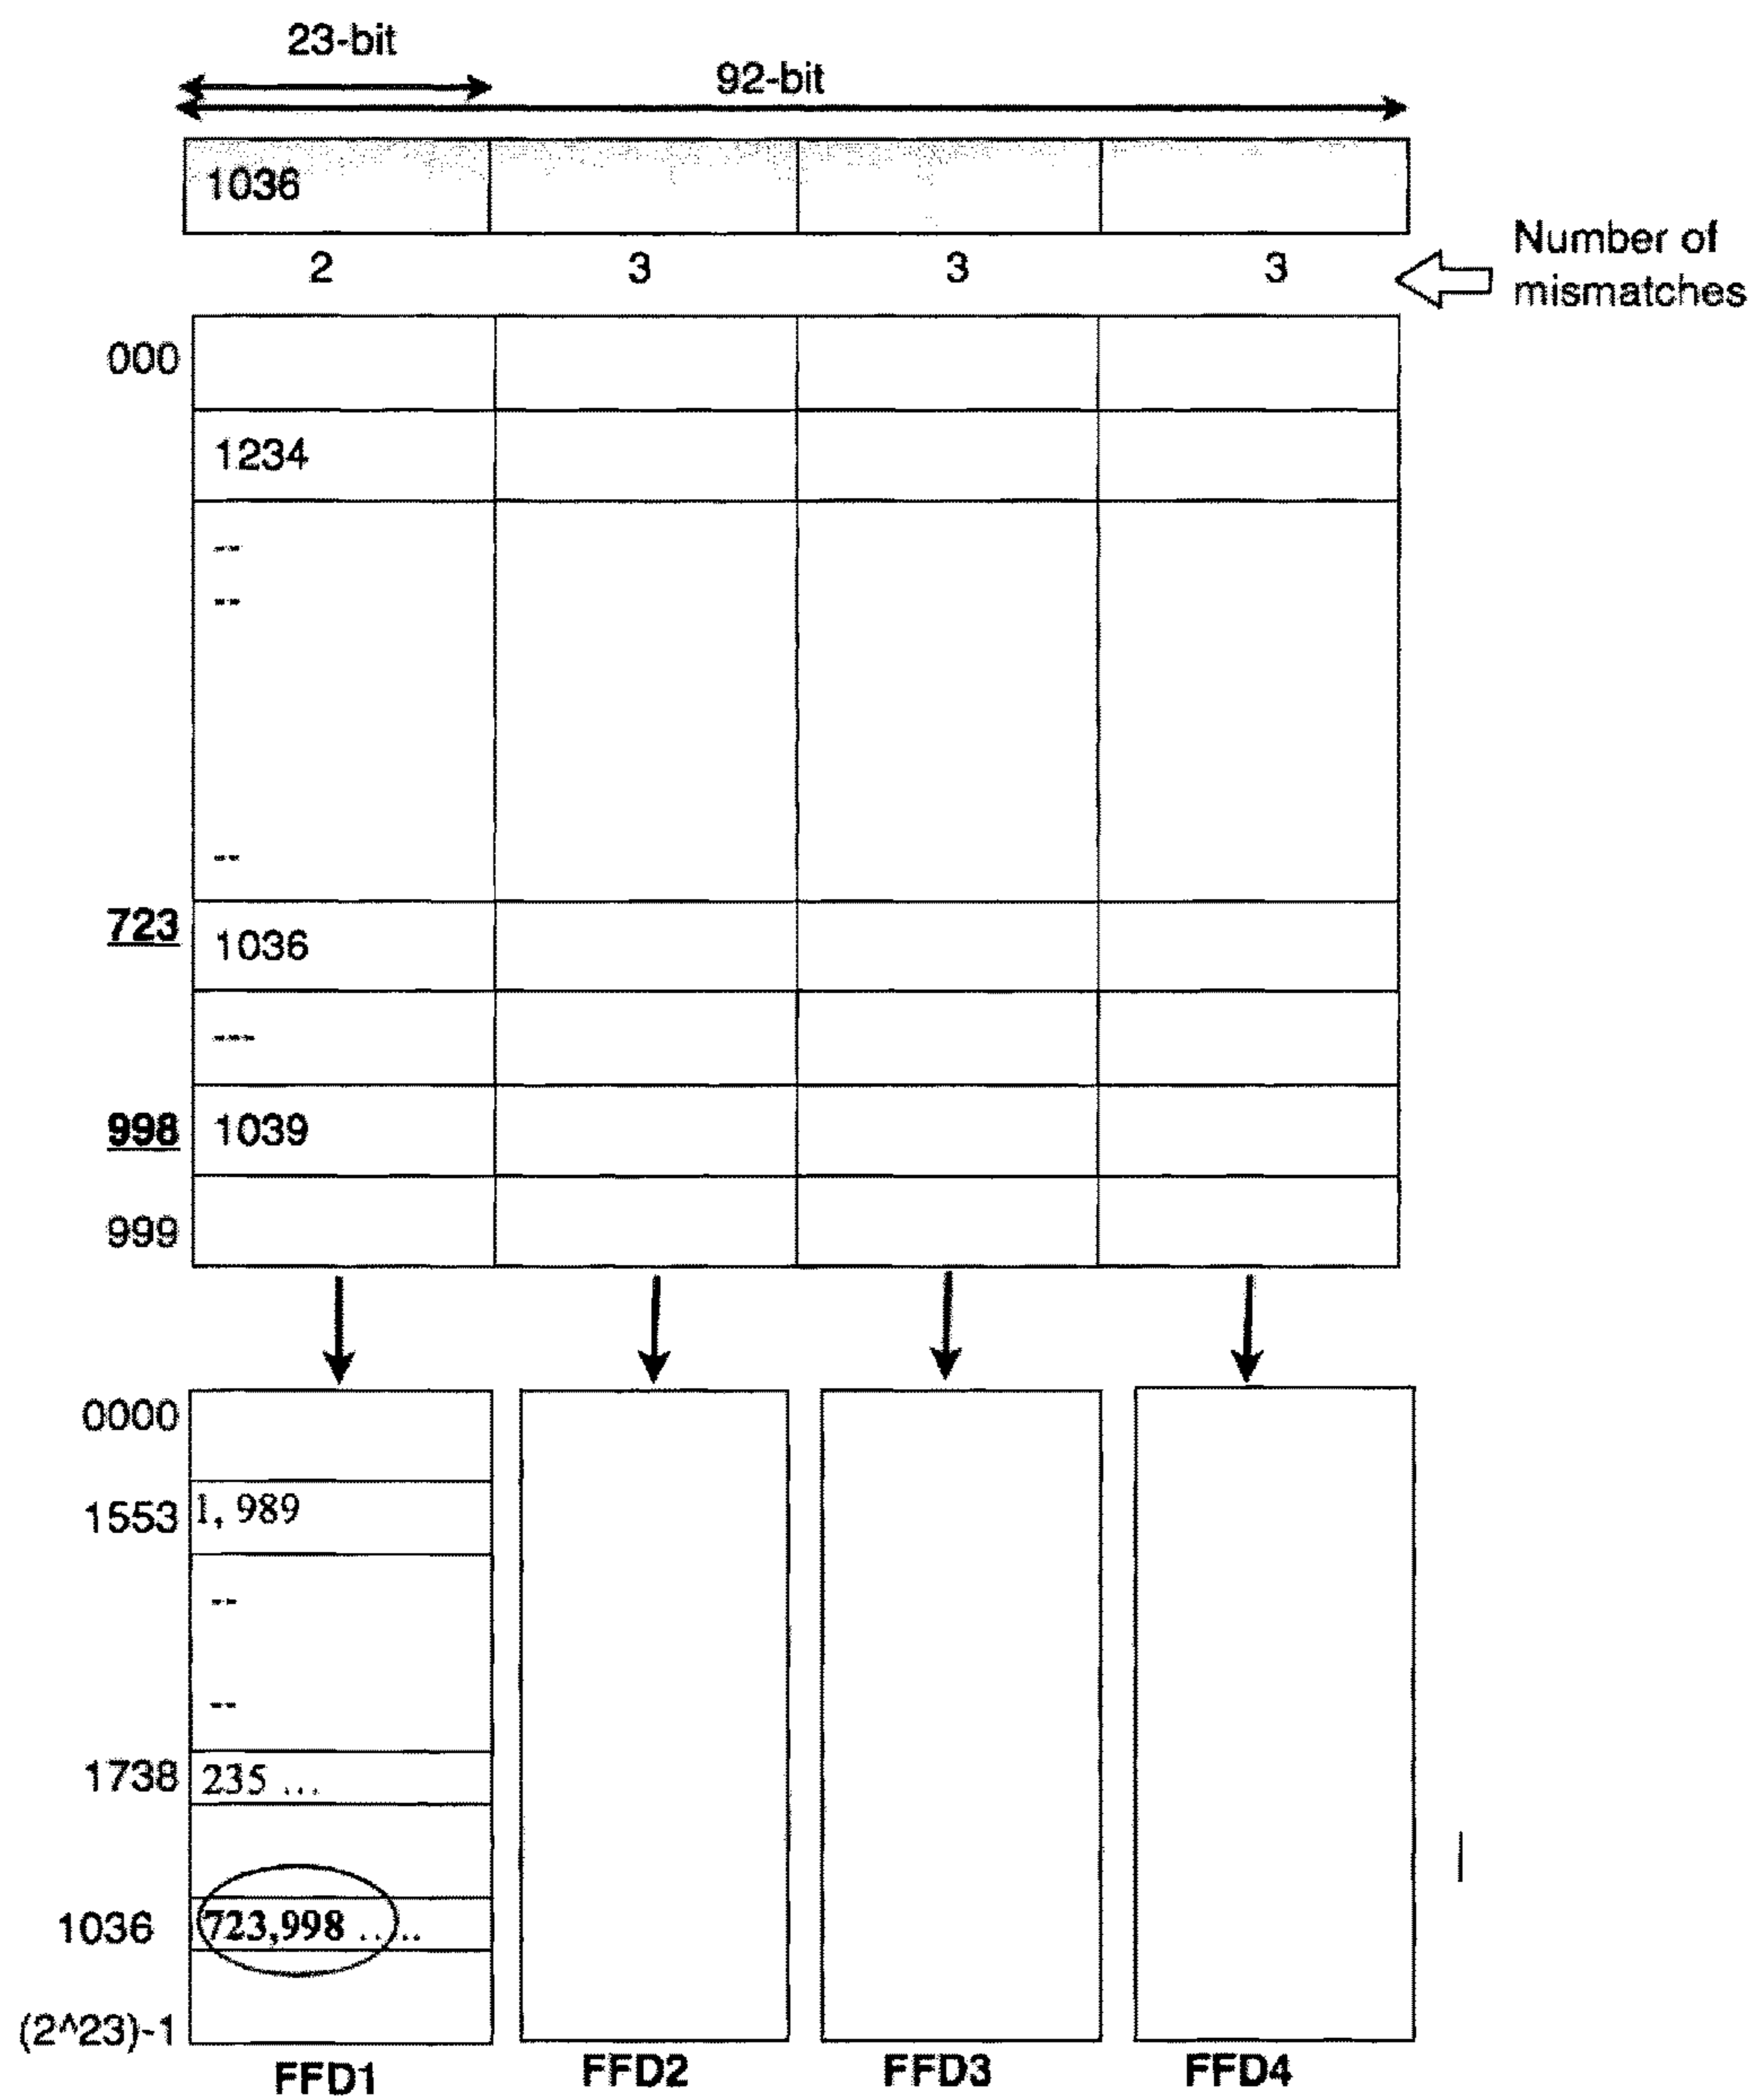 23-bit
92-bit
1036
2 3 3 3
Number of
mismatches
000
1234
--
--
--
723 1036
---
998 1039
999
0000
1553 1, 989
--
--
1738 235 ...
1036 723,998 .....
(2^23)-1
FFD1 FFD2 FFD3 FFD4